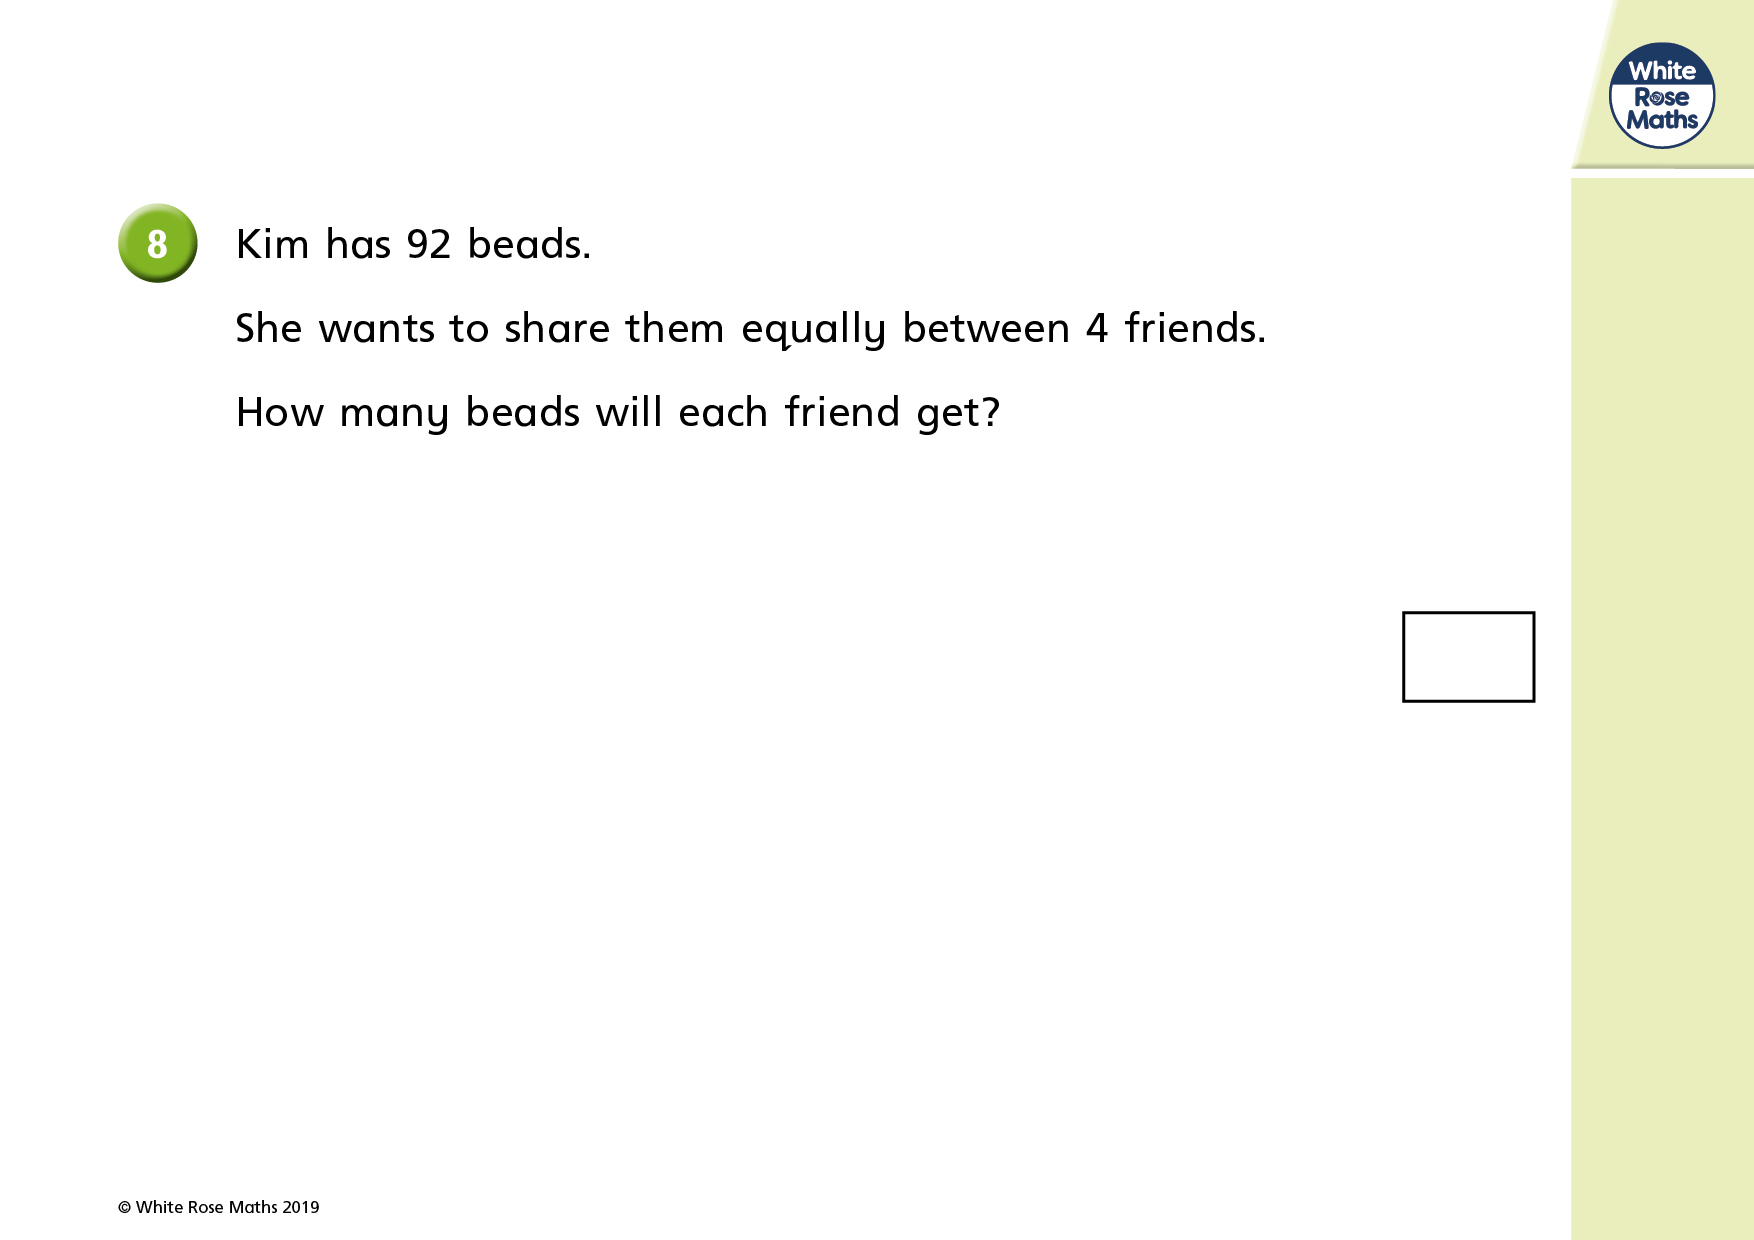 White
Rose
Maths
8 Kim has 92 beads.
She wants to share them equally between 4 friends.
How many beads will each friend get?
© White Rose Maths 2019